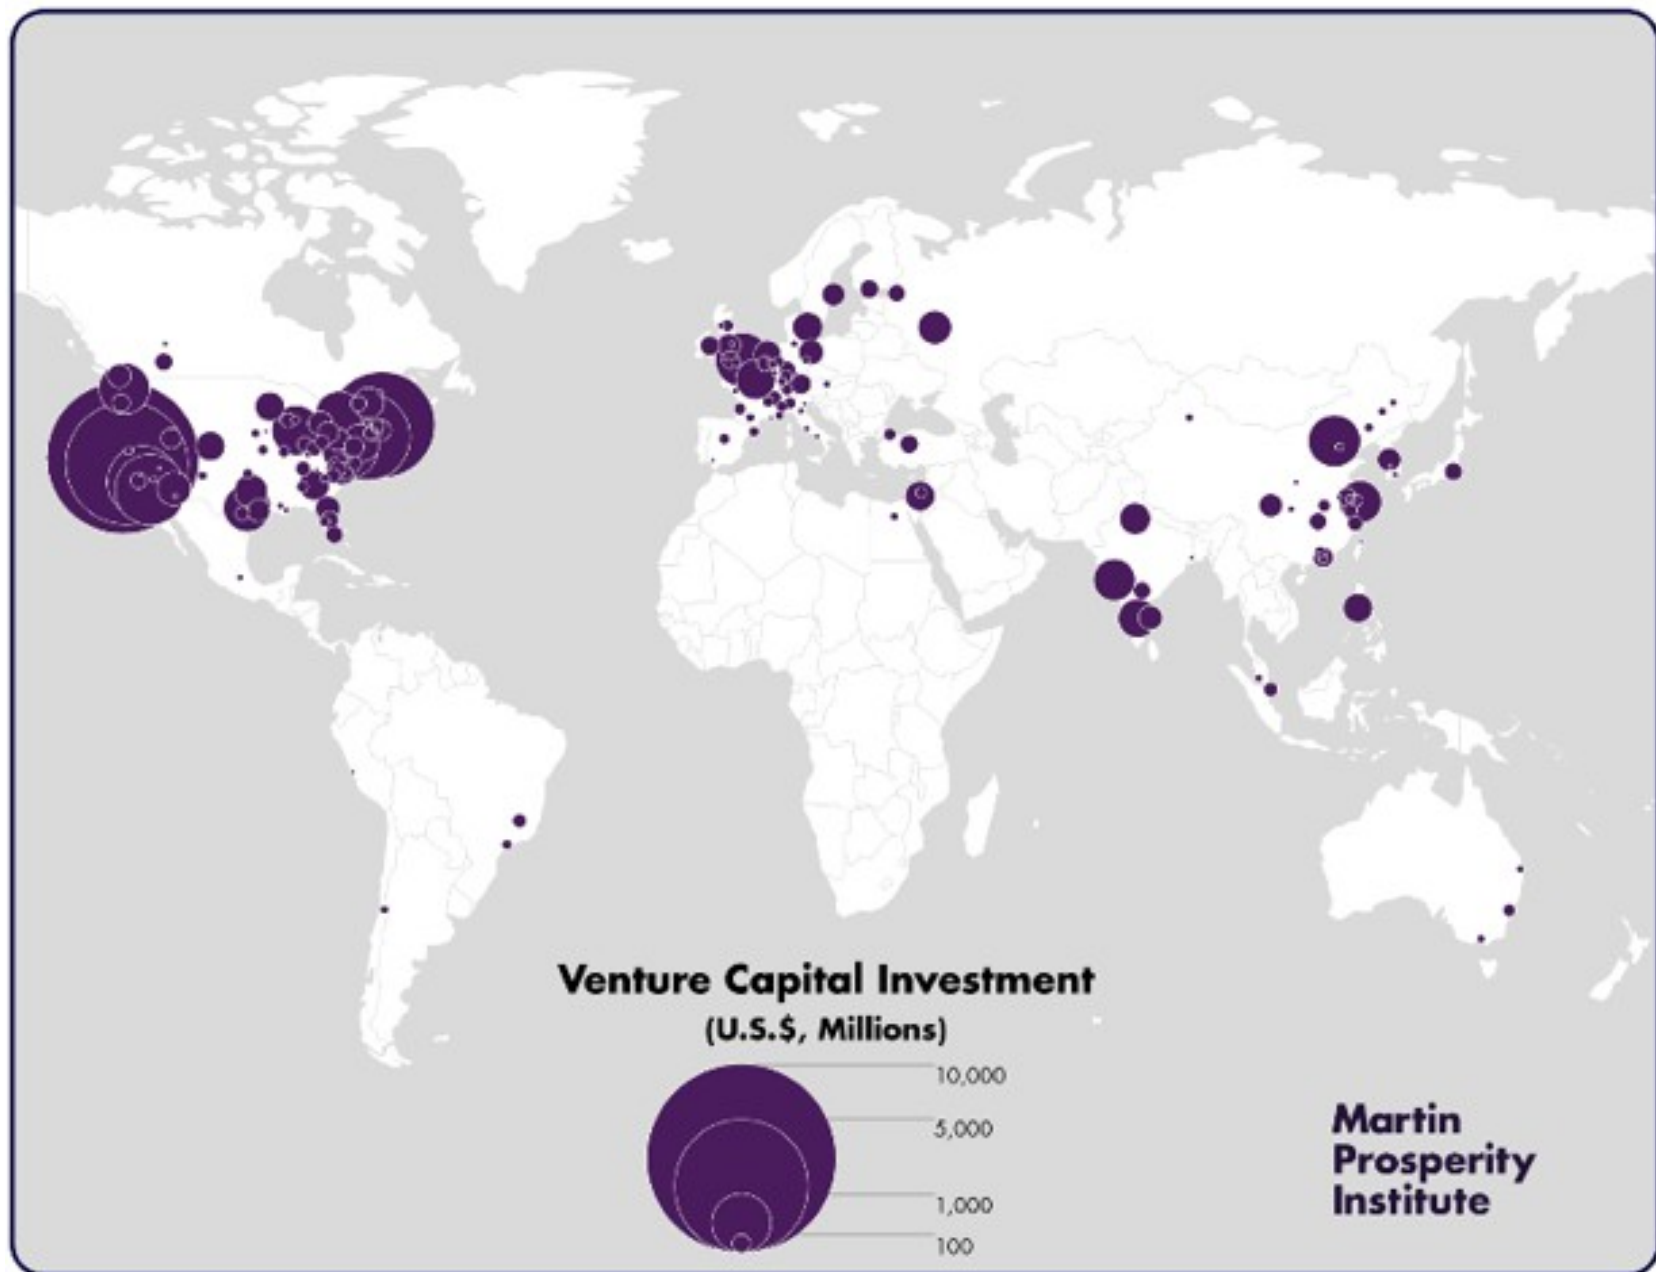 Venture Capital Investment
(U.S.$, Millions)
10,000
5,000
1,000
100
Martin
Prosperity
Institute